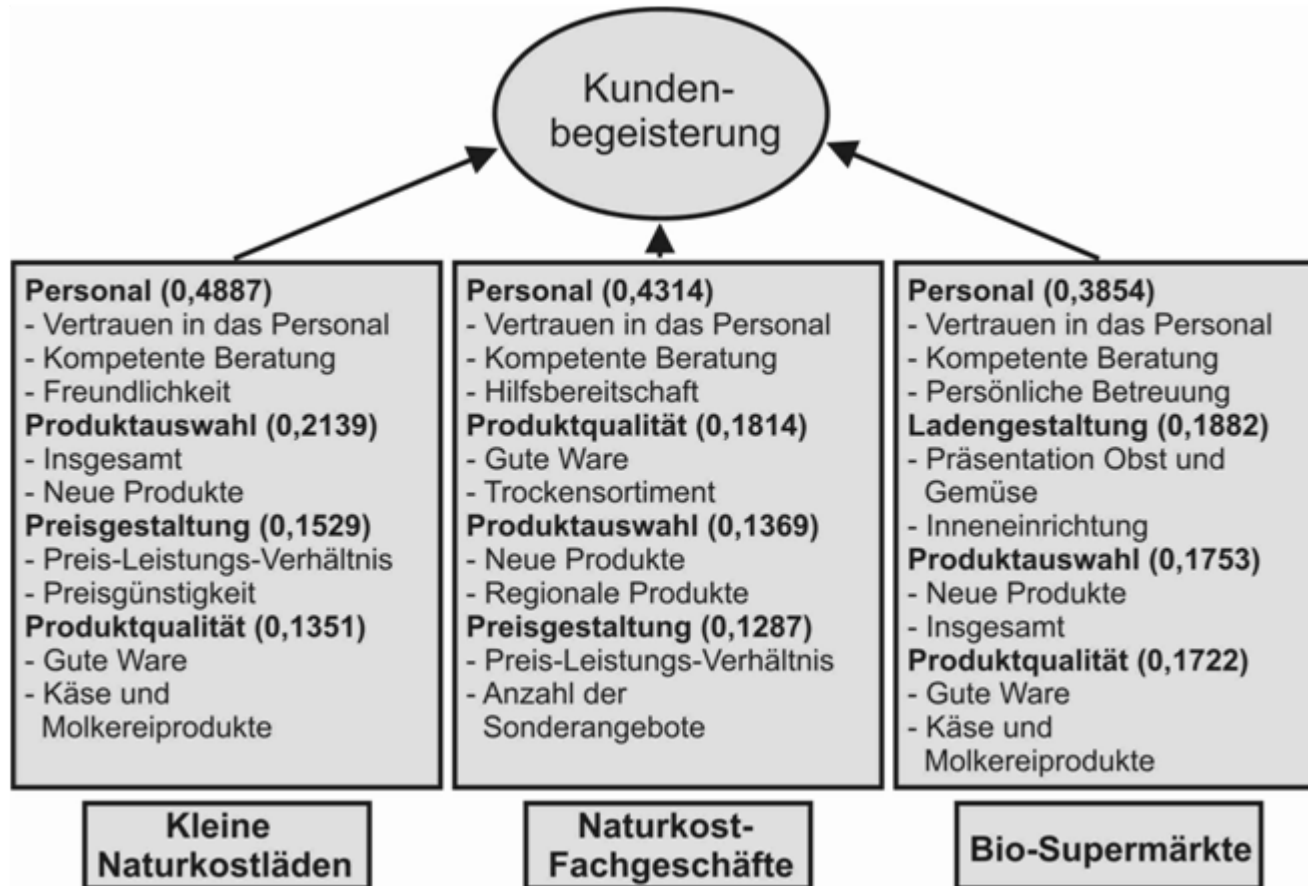 Kunden-
begeisterung
Personal (0,4887)
- Vertrauen in das Personal
- Kompetente Beratung
- Freundlichkeit
Produktauswahl (0,2139)
- Insgesamt
- Neue Produkte
Preisgestaltung (0,1529)
- Preis-Leistungs-Verhältnis
- Preisgünstigkeit
Produktqualität (0,1351)
- Gute Ware
- Käse und
Molkereiprodukte
Kleine
Naturkostläden
Personal (0,4314)
- Vertrauen in das Personal
- Kompetente Beratung
- Hilfsbereitschaft
Produktqualität (0,1814)
- Gute Ware
- Trockensortiment
Produktauswahl (0,1369)
- Neue Produkte
- Regionale Produkte
Preisgestaltung (0,1287)
- Preis-Leistungs-Verhältnis
- Anzahl der
Sonderangebote
Naturkost-
Fachgeschäfte
Personal (0,3854)
- Vertrauen in das Personal
- Kompetente Beratung
- Persönliche Betreuung
Ladengestaltung (0,1882)
- Präsentation Obst und
Gemüse
- Inneneinrichtung
Produktauswahl (0,1753)
- Neue Produkte
- Insgesamt
Produktqualität (0,1722)
- Gute Ware
- Käse und
Molkereiprodukte
Bio-Supermärkte